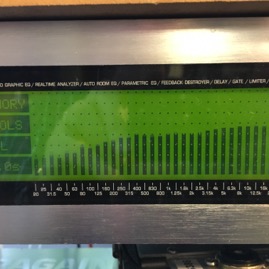 GRAPHIC EQ / REALTIME ANALYZER / AUTO ROOM EQ / PARAMETRIC EQ / FEEDBACK DESTROYER / DELAY / GATE / LIMITER /
ORY
OLS
L
25 40 63 100 160 250 400 630 1k 1.6k 2.5k 4k 6.3k 10k 16k
20 31.5 50 80 125 200 315 500 800 1.25k 2k 3.15k 5k 8k 12.5k